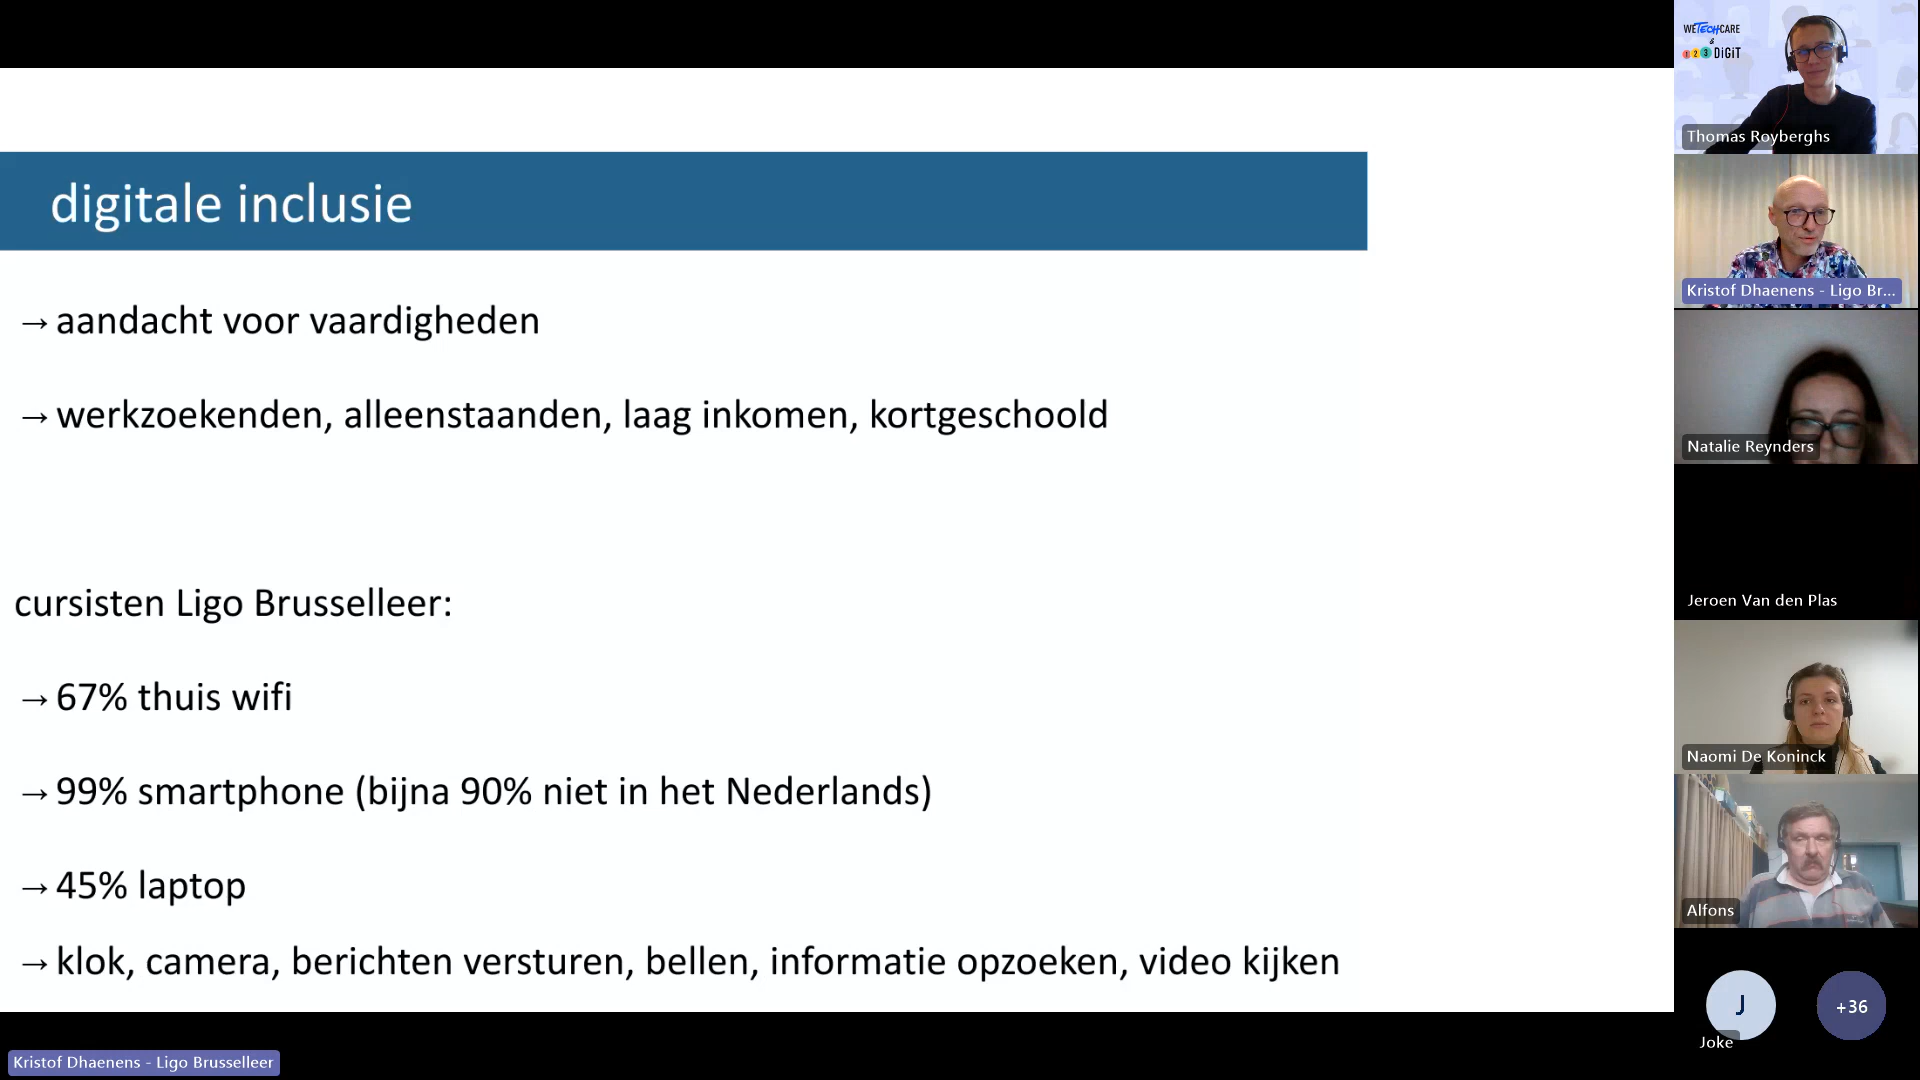 digitale inclusie
→ aandacht voor vaardigheden
→ werkzoekenden, alleenstaanden, laag inkomen, kortgeschoold
cursisten Ligo Brusselleer:
→ 67% thuis wifi
→ 99% smartphone (bijna 90% niet in het Nederlands)
→ 45% laptop
→ klok, camera, berichten versturen, bellen, informatie opzoeken, video kijken
Kristof Dhaenens - Ligo Brusselleer
WETECHCARE
&
123 DIGIT
Thomas Royberghs
Kristof Dhaenens - Ligo Br...
Natalie Reynders
Jeroen Van den Plas
Naomi De Koninck
Alfons
J
+36
Joke